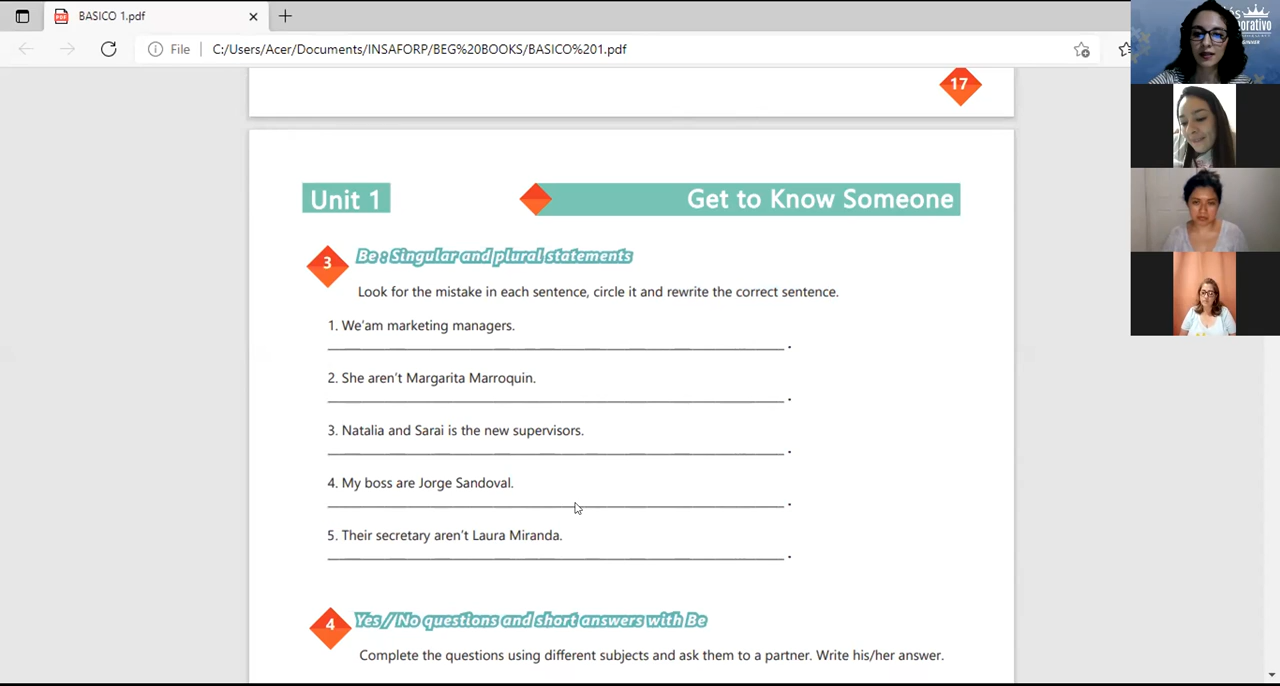 BASICO 1.pdf
File
C:/Users/Acer/Documents/INSAFORP/BEG%20BOOKS/BASICO%201.pdf
17
Unit 1
Get to Know Someone
3
Be : Singular and plural statements
Look for the mistake in each sentence, circle it and rewrite the correct sentence.
1. We'am marketing managers.
2. She aren't Margarita Marroquin.
3. Natalia and Sarai is the new supervisors.
4. My boss are Jorge Sandoval.
5. Their secretary aren't Laura Miranda.
4
Yes//No questions and short answers with Be
Complete the questions using different subjects and ask them to a partner. Write his/her answer.